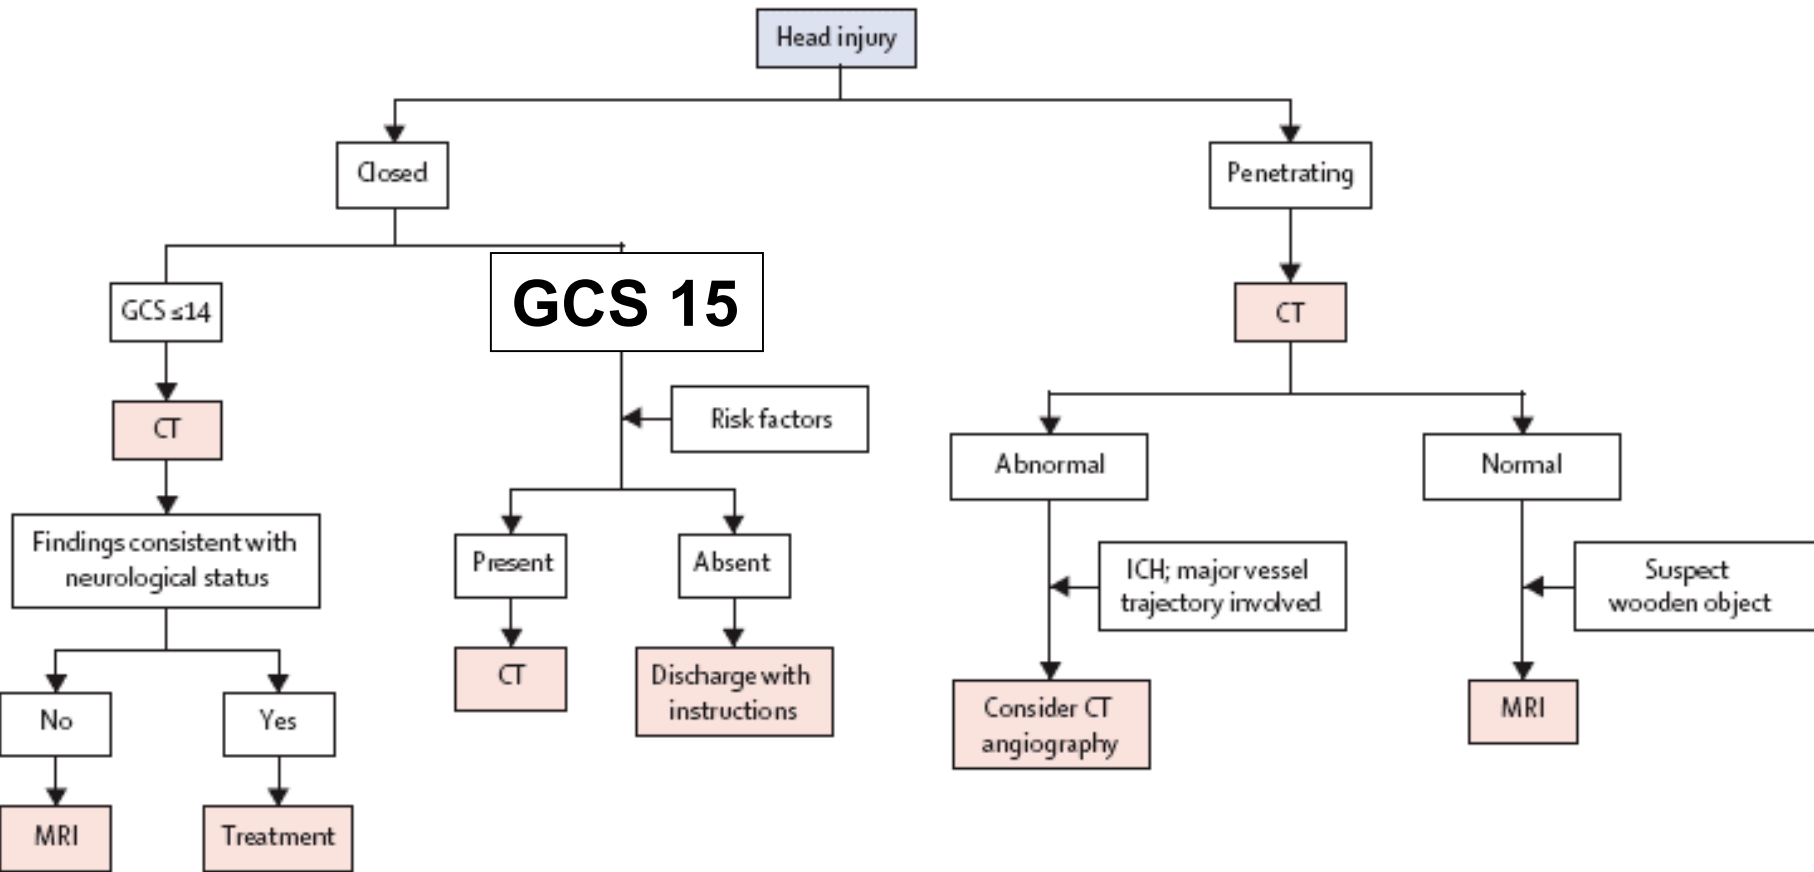 Head injury
Closed
Penetrating
GCS ≤14
GCS 15
CT
CT
Risk factors
Abnormal
Normal
Findings consistent with
neurological status
Present
Absent
ICH; major vessel
trajectory involved
Suspect
wooden object
CT
Discharge with
instructions
No
Yes
Consider CT
angiography
MRI
MRI
Treatment